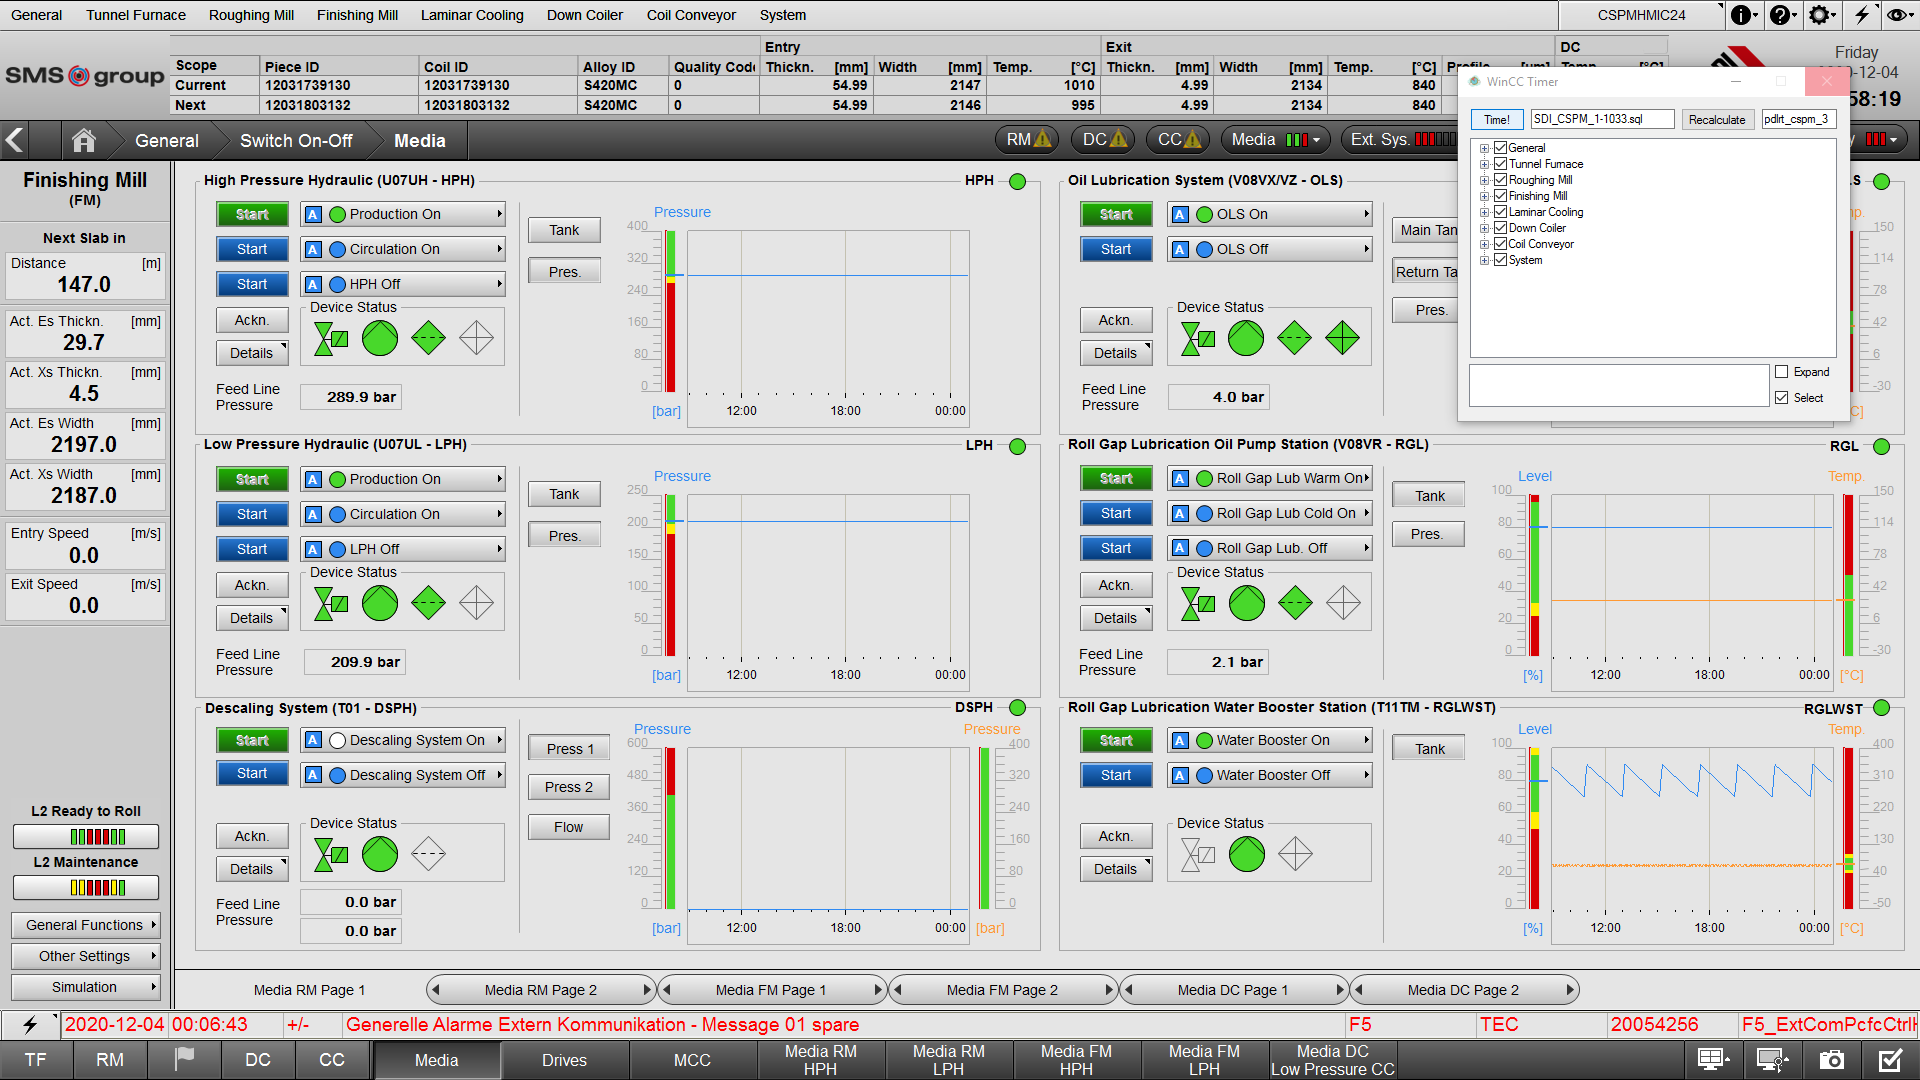 General Tunnel Furnace Roughing Mill Finishing Mill Laminar Cooling Down Coiler Coil Conveyor System CSPMHMIC24
SMS group
Entry Exit DC
Scope Piece ID Coil ID Alloy ID Quality Code Thickn. [mm] Width [mm] Temp. [°C] Thickn. [mm] Width [mm] Temp. [°C]
Current 12031739130 12031739130 S420MC 0 54.99 2147 1010 4.99 2134 840
Next 12031803132 12031803132 S420MC 0 54.99 2146 995 4.99 2134 840
Friday
-12-04
58:19
General Switch On-Off Media
RM DC CC Media Ext. Sys.
WinCC Timer
Time! SDI_CSPM_1-1033.sql Recalculate pdlrt_cspm_3
General
Tunnel Furnace
Roughing Mill
Finishing Mill
Laminar Cooling
Down Coiler
Coil Conveyor
System
Expand
Select
Finishing Mill
(FM)
Next Slab in
Distance [m]
147.0
Act. Es Thickn. [mm]
29.7
Act. Xs Thickn. [mm]
4.5
Act. Es Width [mm]
2197.0
Act. Xs Width [mm]
2187.0
Entry Speed [m/s]
0.0
Exit Speed [m/s]
0.0
L2 Ready to Roll
L2 Maintenance
General Functions
Other Settings
Simulation
High Pressure Hydraulic (U07UH - HPH) HPH
Start A Production On
Start A Circulation On
Start A HPH Off
Ackn.
Details
Device Status
Feed Line
Pressure
289.9 bar
Tank
Pres.
Pressure
400
320
240
160
80
0
[bar] 12:00 18:00 00:00
Oil Lubrication System (V08VX/VZ - OLS)
Start A OLS On
Start A OLS Off
Ackn.
Details
Device Status
Feed Line
Pressure
4.0 bar
Main Tan
Return Ta
Pres.
150
114
78
42
6
-30
Low Pressure Hydraulic (U07UL - LPH) LPH
Start A Production On
Start A Circulation On
Start A LPH Off
Ackn.
Details
Device Status
Feed Line
Pressure
209.9 bar
Tank
Pres.
Pressure
250
200
150
100
50
0
[bar] 12:00 18:00 00:00
Roll Gap Lubrication Oil Pump Station (V08VR - RGL) RGL
Start A Roll Gap Lub Warm On
Start A Roll Gap Lub Cold On
Start A Roll Gap Lub. Off
Ackn.
Details
Device Status
Feed Line
Pressure
2.1 bar
Tank
Pres.
Level Temp.
100 150
80 114
60 78
40 42
20 6
0 -30
[%] 12:00 18:00 00:00 [°C]
Descaling System (T01 - DSPH) DSPH
Start A Descaling System On
Start A Descaling System Off
Ackn.
Details
Device Status
Feed Line
Pressure
0.0 bar
0.0 bar
Press 1
Press 2
Flow
Pressure Pressure
600 400
480 320
360 240
240 160
120 80
0 0
[bar] 12:00 18:00 00:00 [bar]
Roll Gap Lubrication Water Booster Station (T11TM - RGLWST) RGLWST
Start A Water Booster On
Start A Water Booster Off
Ackn.
Details
Device Status
Tank
Level Temp.
100 400
80 310
60 220
40 130
20 40
0 -50
[%] 12:00 18:00 00:00 [°C]
Media RM Page 1 Media RM Page 2 Media FM Page 1 Media FM Page 2 Media DC Page 1 Media DC Page 2
2020-12-04 00:06:43 +/- Generelle Alarme Extern Kommunikation - Message 01 spare F5 TEC 20054256 F5_ExtComPcfcCtrl
TF RM DC CC Media Drives MCC Media RM HPH Media RM LPH Media FM HPH Media FM LPH Media DC Low Pressure CC